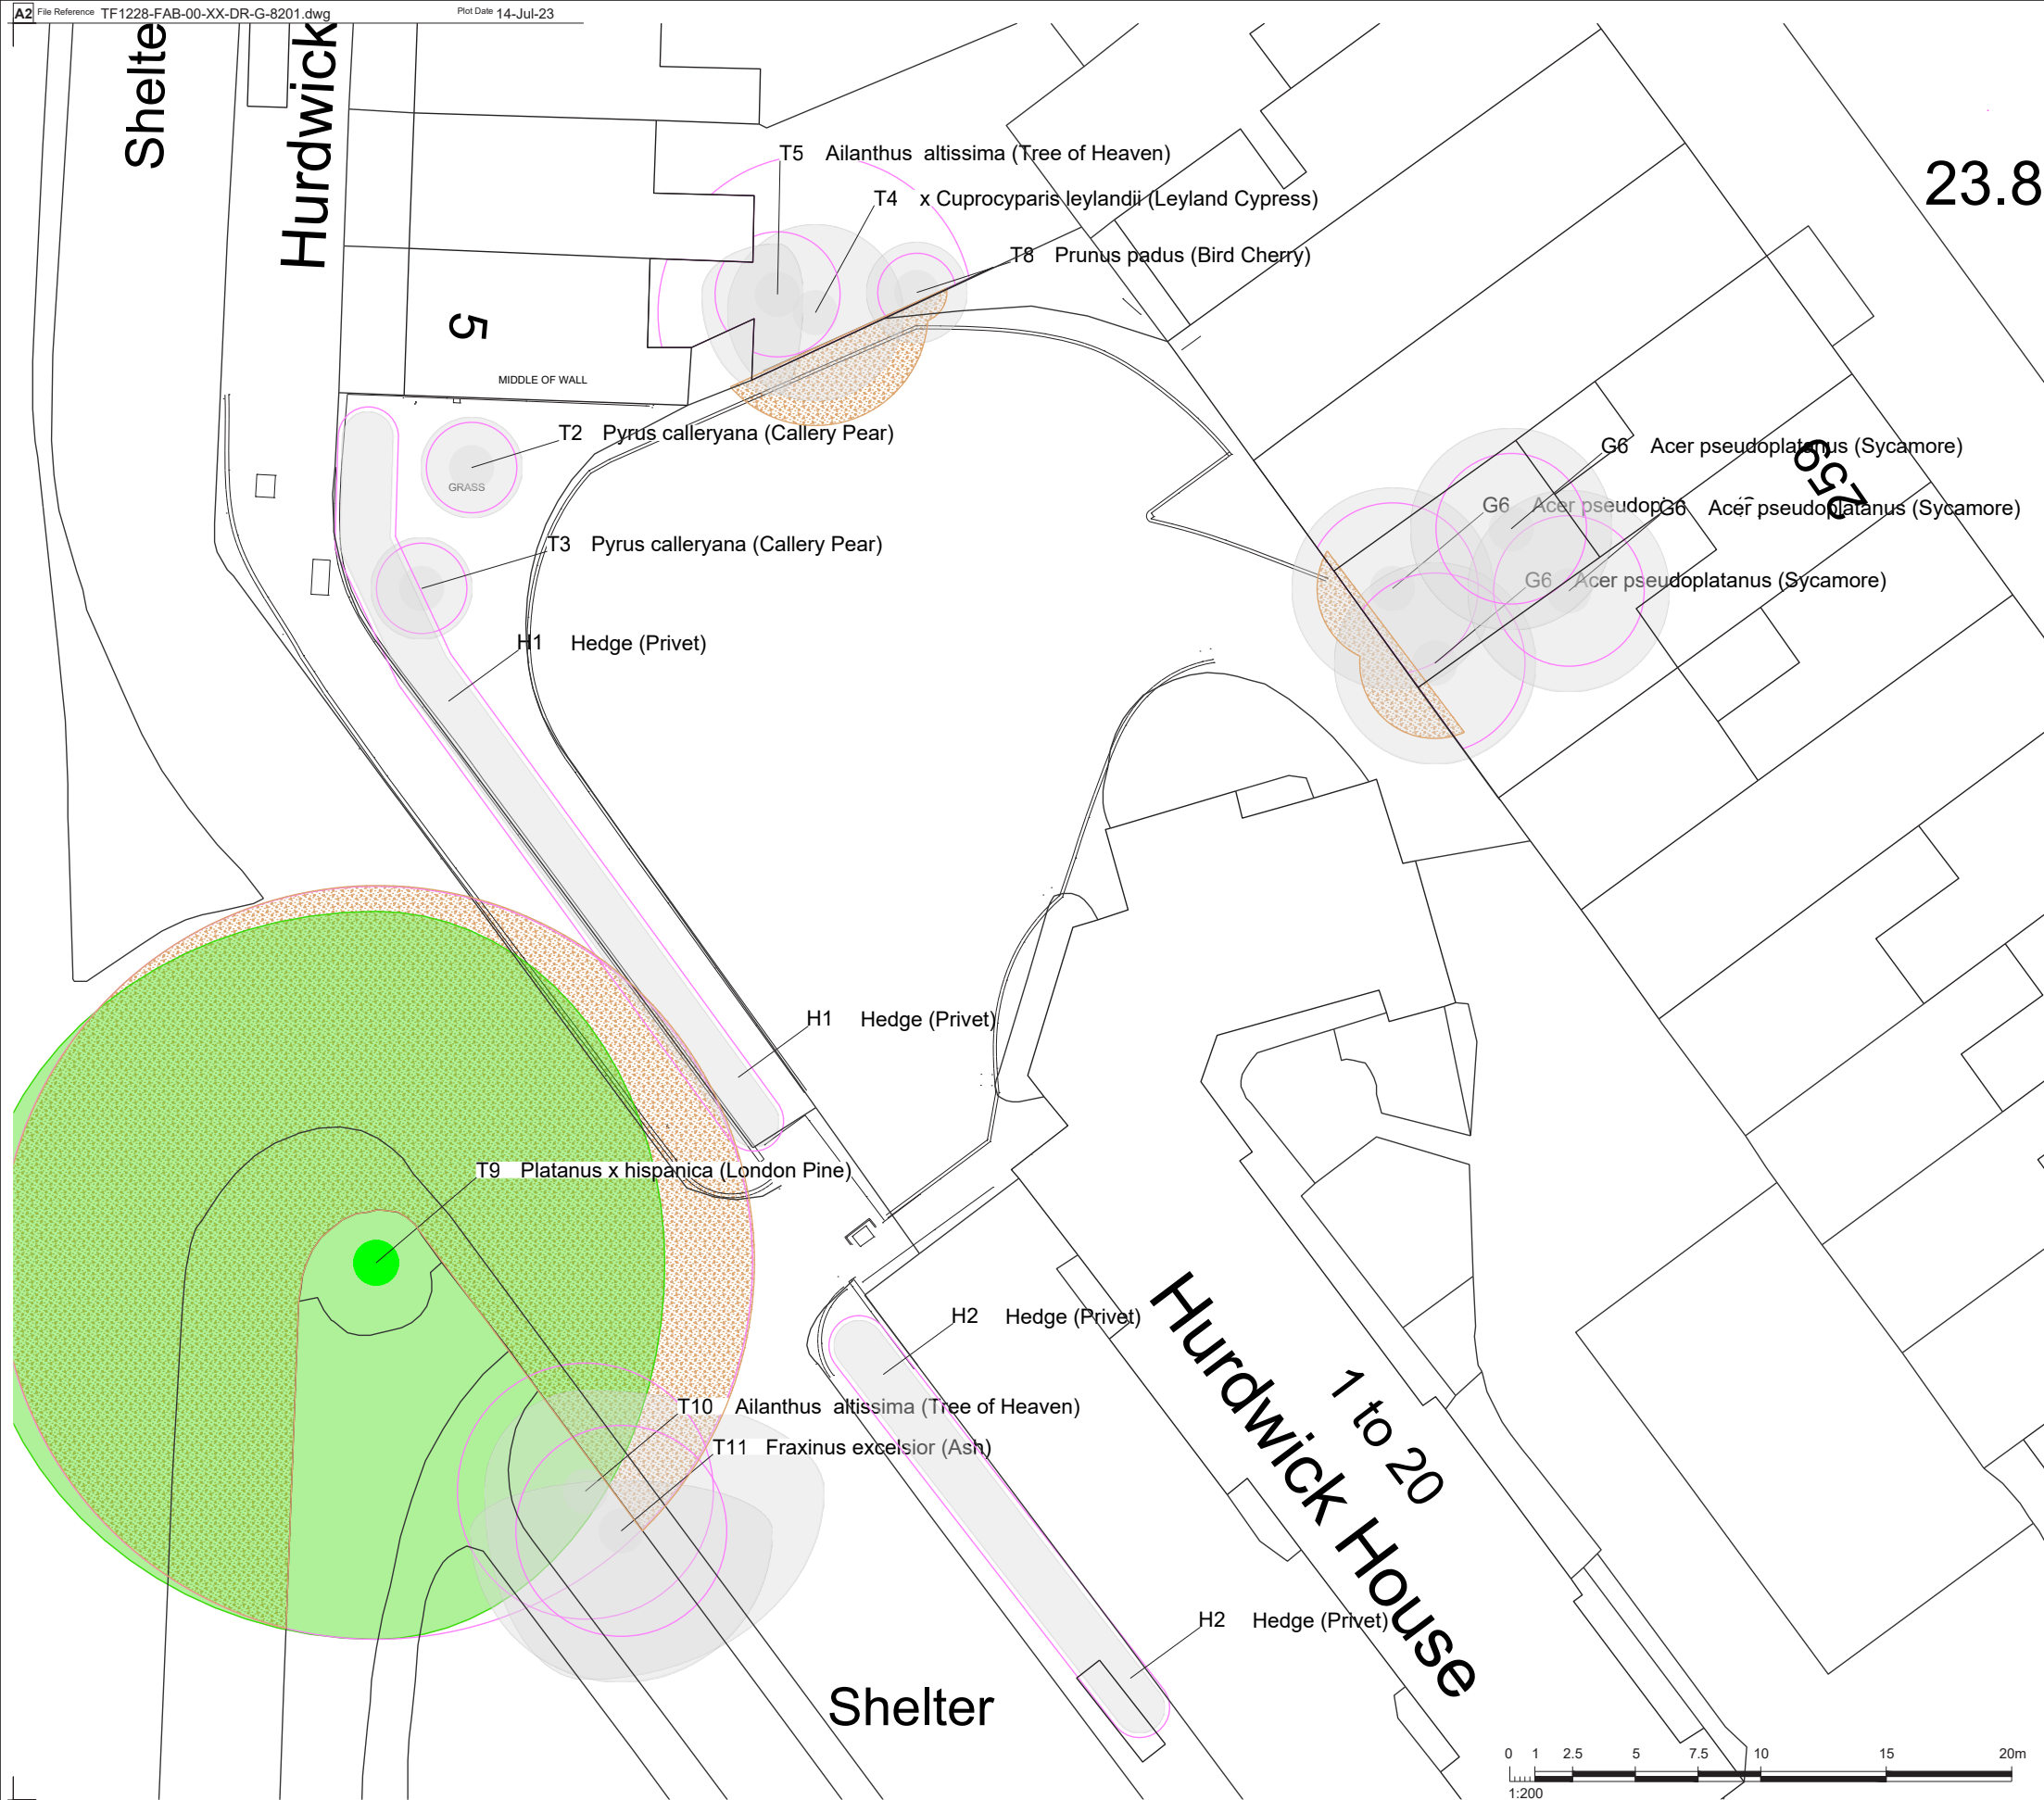 A2 File Reference TF1228-FAB-00-XX-DR-G-8201.dwg Plot Date 14-Jul-23
Shelte
Hurdwick
23.8
T5 Ailanthus altissima (Tree of Heaven)
T4 x Cuprocyparis leylandii (Leyland Cypress)
T8 Prunus padus (Bird Cherry)
5
MIDDLE OF WALL
T2 Pyrus calleryana (Callery Pear)
GRASS
G6 Acer pseudoplatanus (Sycamore)
259
G6 Acer pseudop
G6 Acer pseudoplatanus (Sycamore)
T3 Pyrus calleryana (Callery Pear)
G6 Acer pseudoplatanus (Sycamore)
H1 Hedge (Privet)
H1 Hedge (Privet)
T9 Platanus x hispanica (London Pine)
H2 Hedge (Privet)
T10 Ailanthus altissima (Tree of Heaven)
T11 Fraxinus excelsior (Ash)
Hurdwick House
1 to 20
H2 Hedge (Privet)
Shelter
0 1 2.5 5 7.5 10 15 20m
1:200